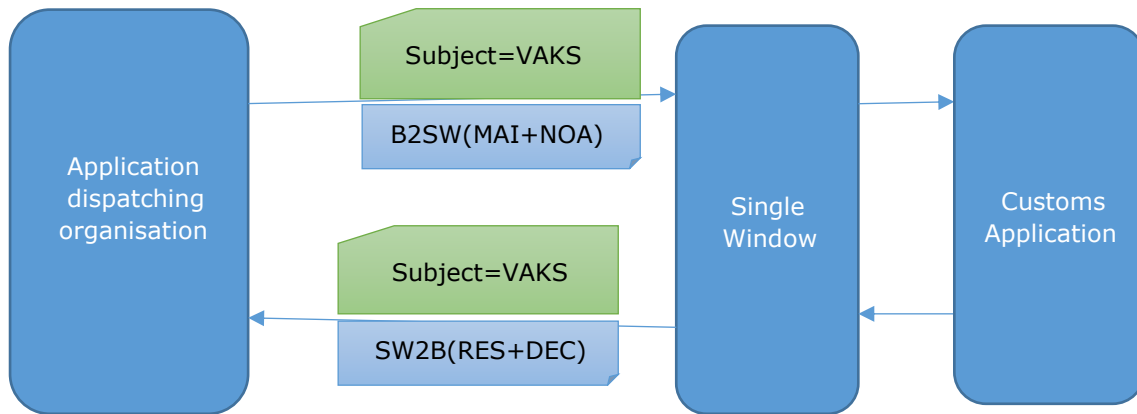 Application
dispatching
organisation
Subject=VAKS
B2SW(MAI+NOA)
Subject=VAKS
SW2B(RES+DEC)
Single
Window
Customs
Application